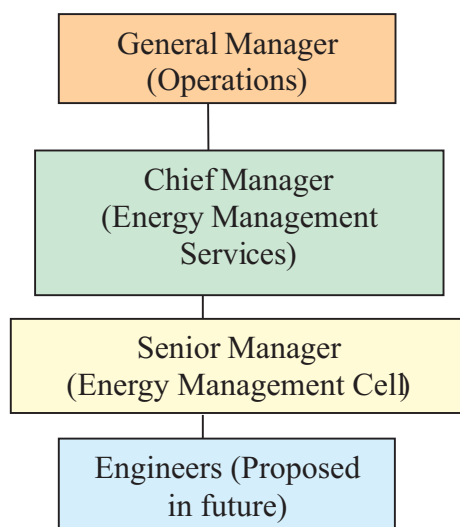 General Manager
(Operations)
Chief Manager
(Energy Management
Services)
Senior Manager
(Energy Management Cell)
Engineers (Proposed
in future)